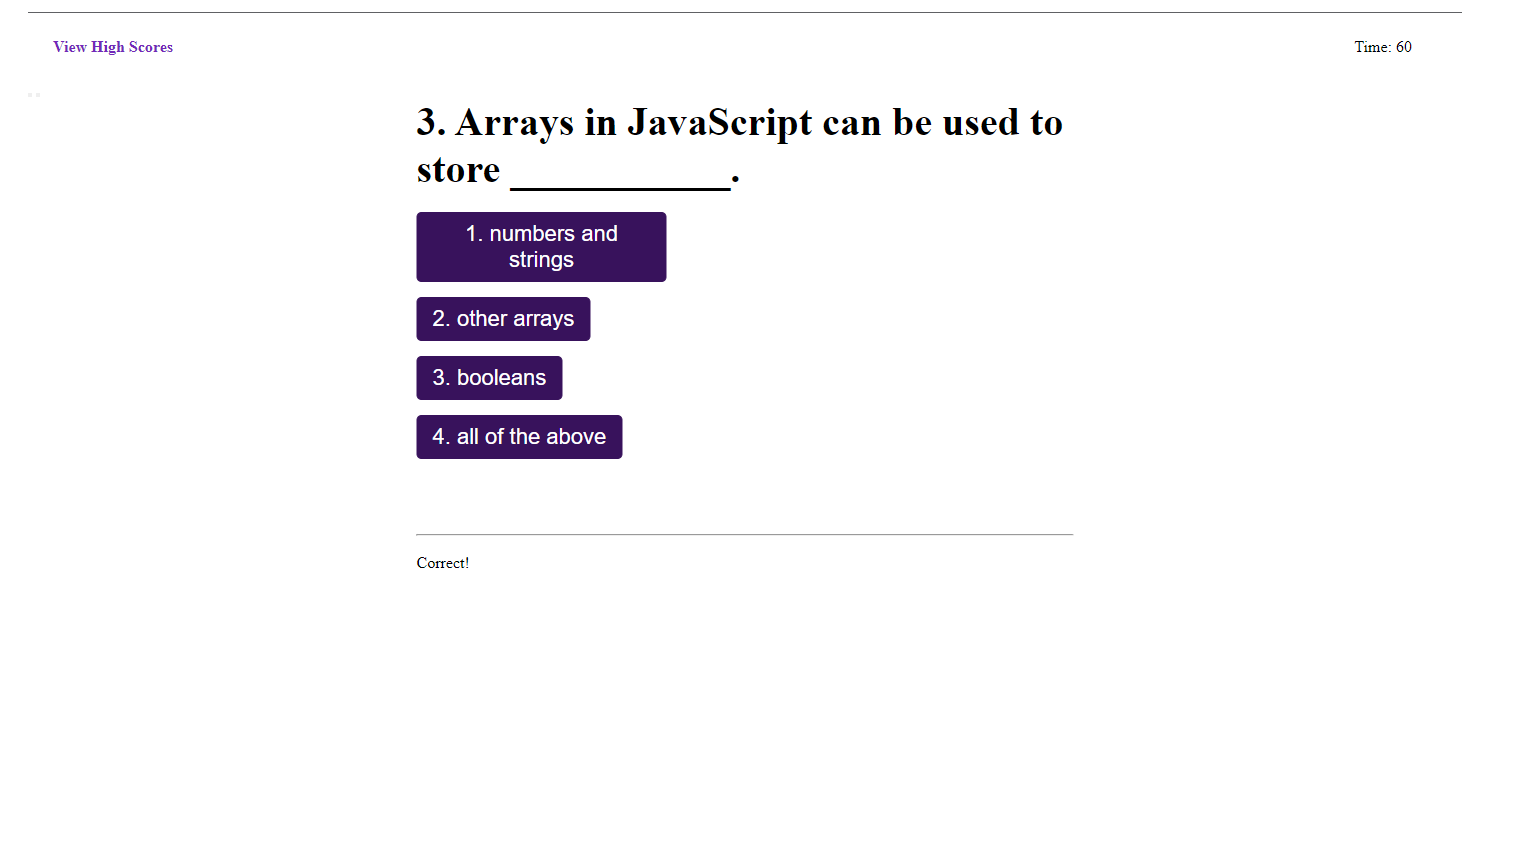 View High Scores
Time: 60
3. Arrays in JavaScript can be used to
store ___________.
1. numbers and
strings
2. other arrays
3. booleans
4. all of the above
Correct!